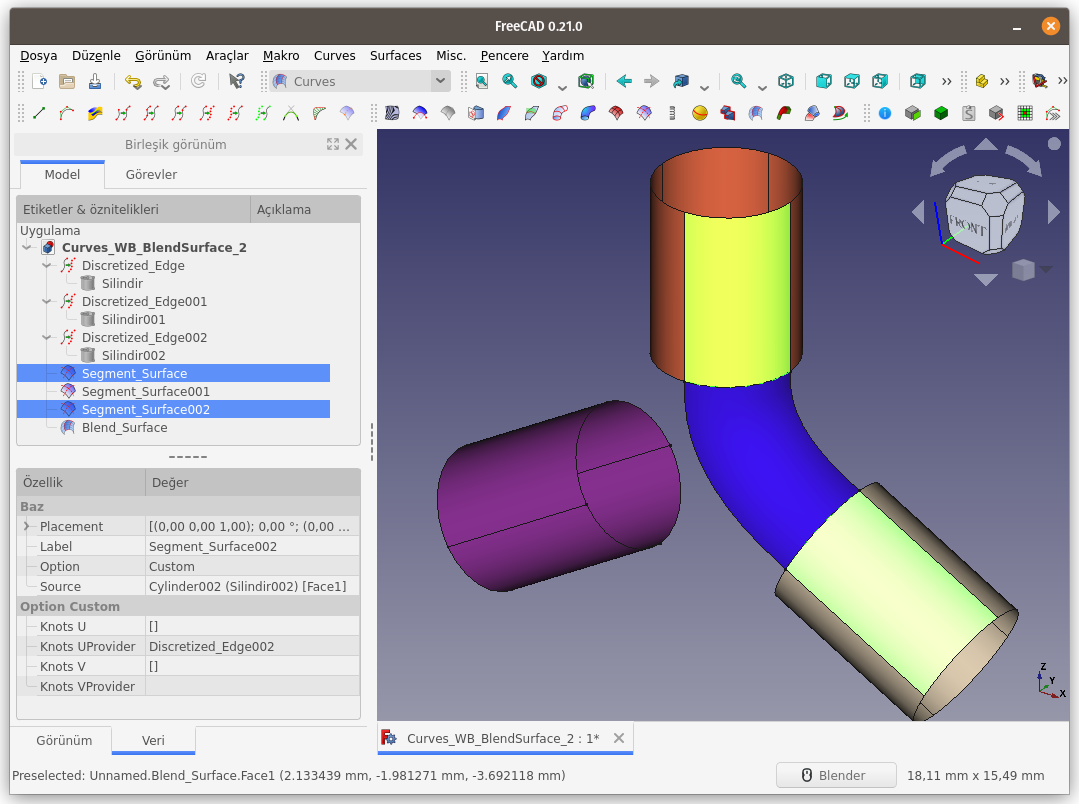 FreeCAD 0.21.0
Dosya Düzenle Görünüm Araçlar Makro Curves Surfaces Misc. Pencere Yardım
Curves
Birleşik görünüm
Model Görevler
Etiketler & öznitelikleri Açıklama
Uygulama
Curves_WB_BlendSurface_2
Discretized_Edge
Silindir
Discretized_Edge001
Silindir001
Discretized_Edge002
Silindir002
Segment_Surface
Segment_Surface001
Segment_Surface002
Blend_Surface
Özellik Değer
Baz
Placement [(0,00 0,00 1,00); 0,00 °; (0,00 ...
Label Segment_Surface002
Option Custom
Source Cylinder002 (Silindir002) [Face1]
Option Custom
Knots U []
Knots UProvider Discretized_Edge002
Knots V []
Knots VProvider
Görünüm Veri
FRONT
Z
Y
X
Curves_WB_BlendSurface_2 : 1*
Preselected: Unnamed.Blend_Surface.Face1 (2.133439 mm, -1.981271 mm, -3.692118 mm)
Blender 18,11 mm x 15,49 mm